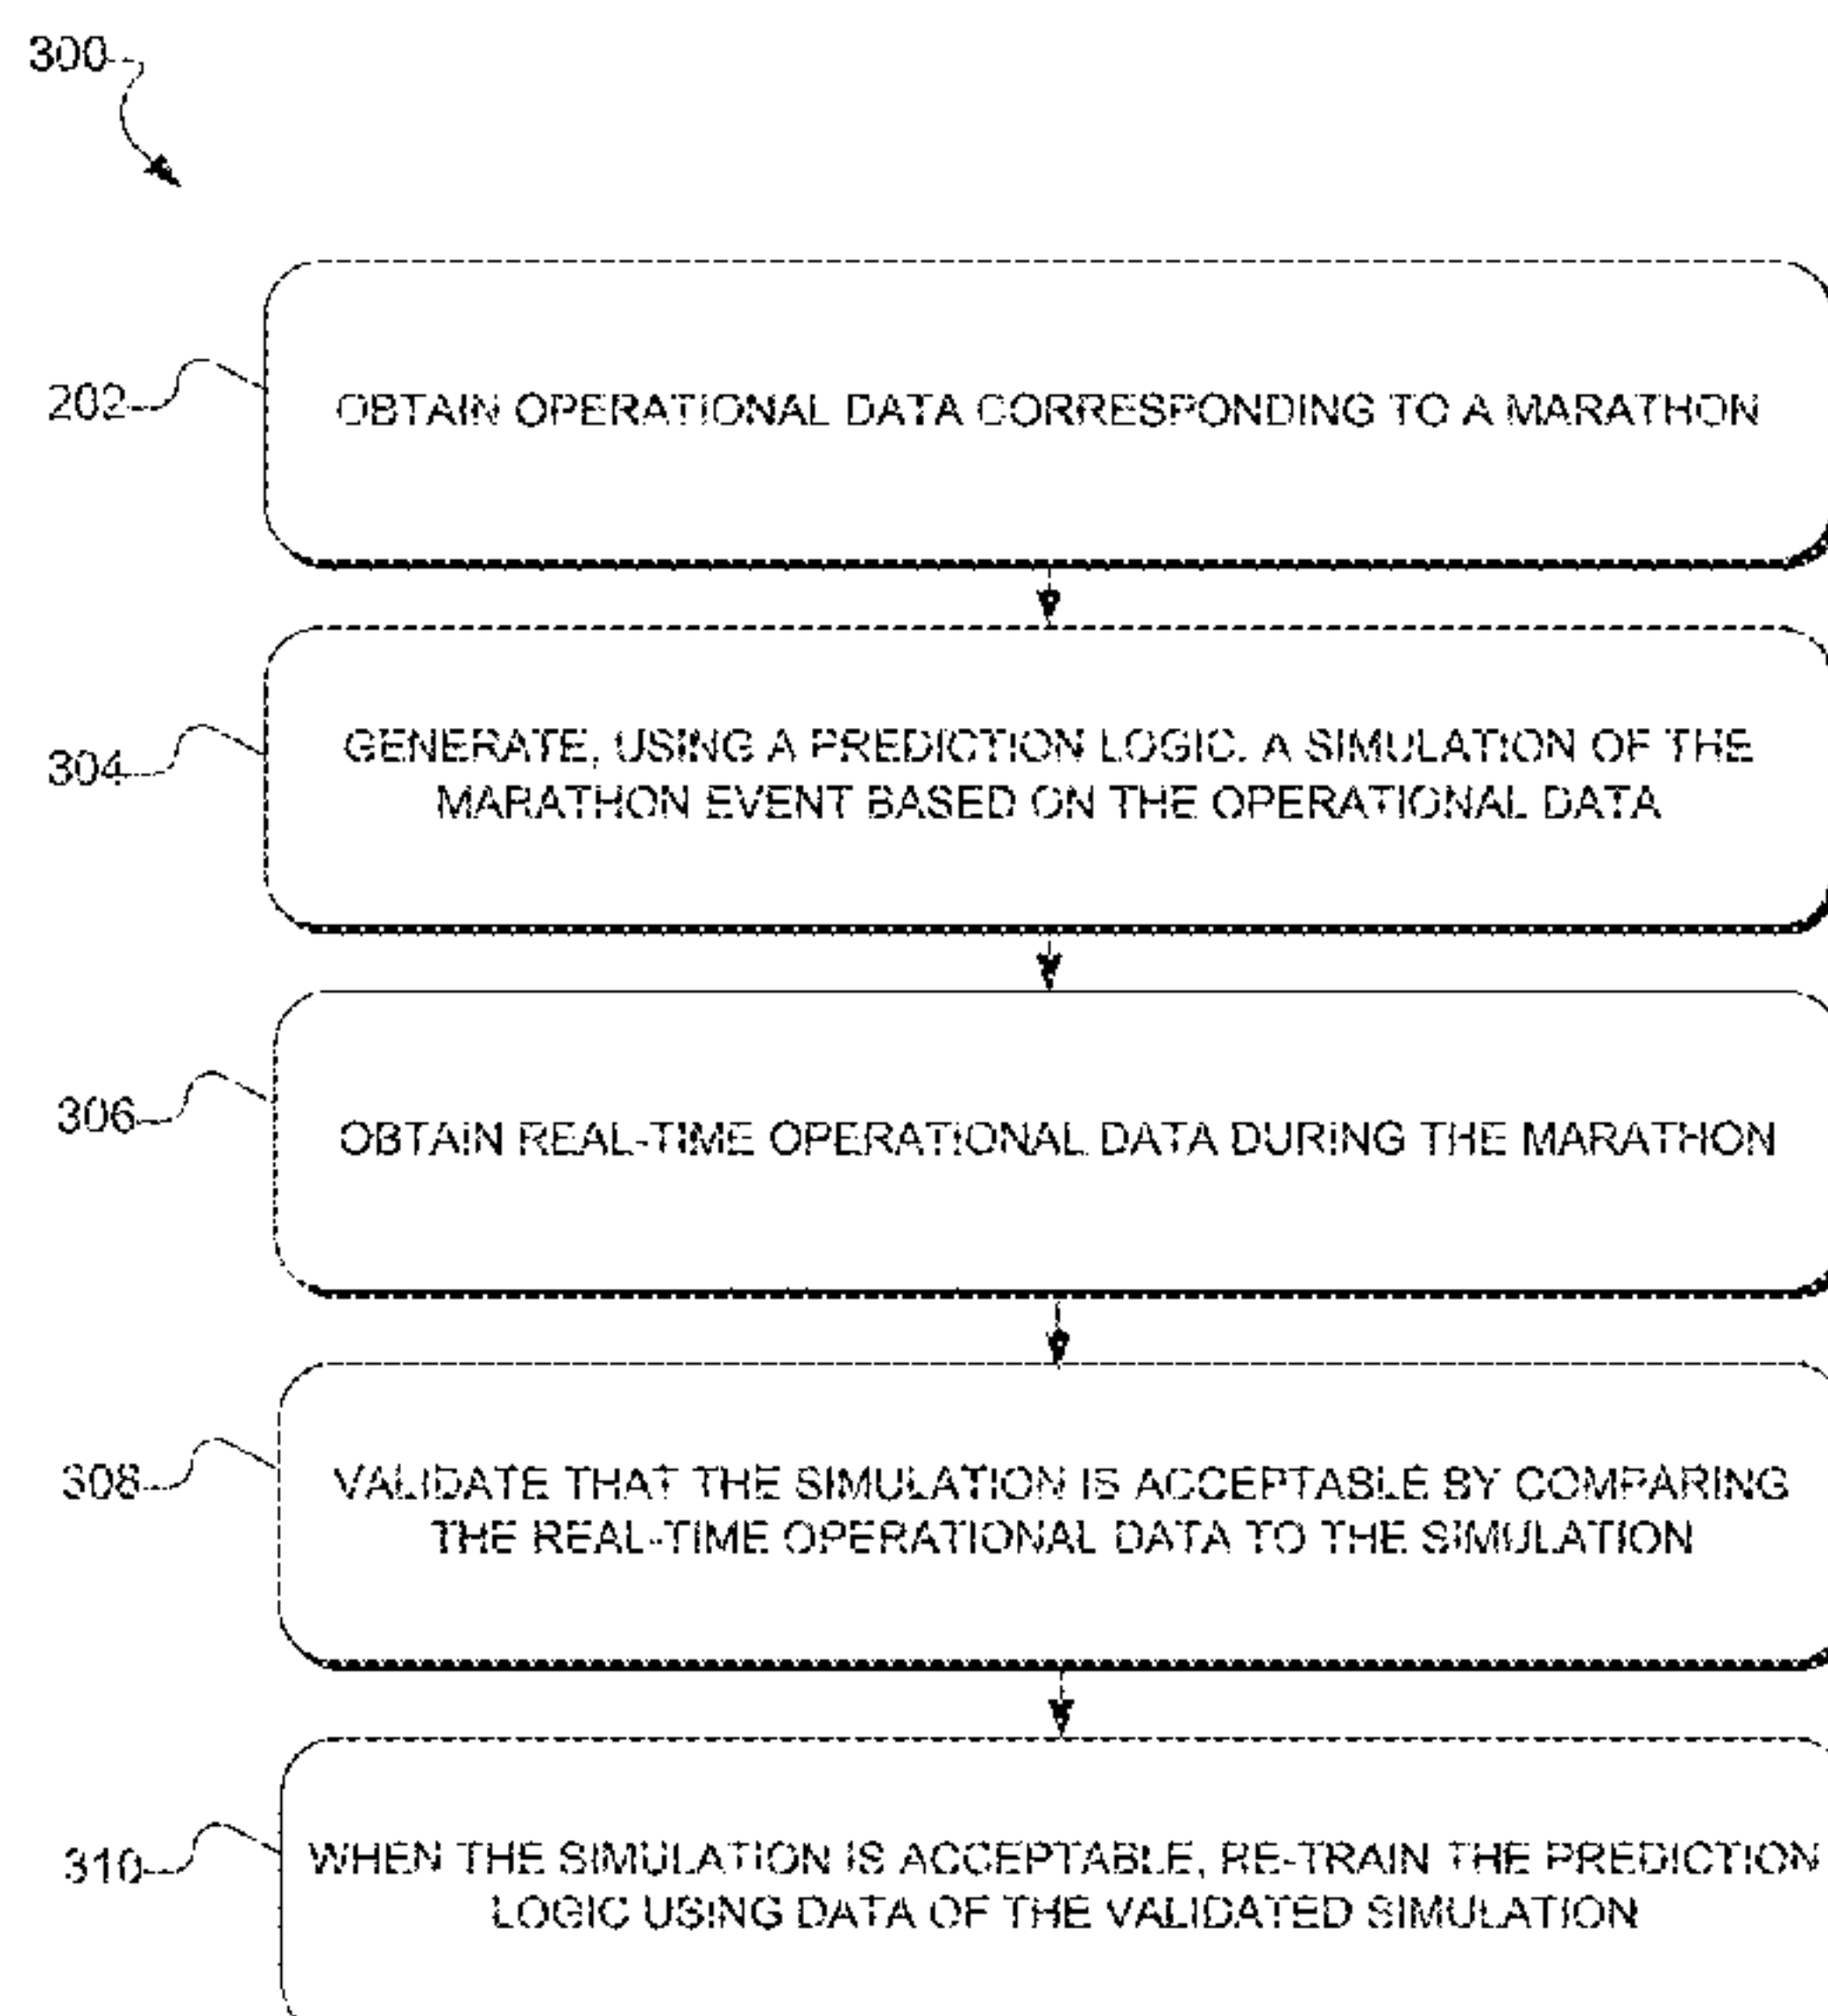 300
202
OBTAIN OPERATIONAL DATA CORRESPONDING TO A MARATHON
304
GENERATE, USING A PREDICTION LOGIC, A SIMULATION OF THE
MARATHON EVENT BASED ON THE OPERATIONAL DATA
306
OBTAIN REAL-TIME OPERATIONAL DATA DURING THE MARATHON
308
VALIDATE THAT THE SIMULATION IS ACCEPTABLE BY COMPARING
THE REAL-TIME OPERATIONAL DATA TO THE SIMULATION
310
WHEN THE SIMULATION IS ACCEPTABLE, RE-TRAIN THE PREDICTION
LOGIC USING DATA OF THE VALIDATED SIMULATION